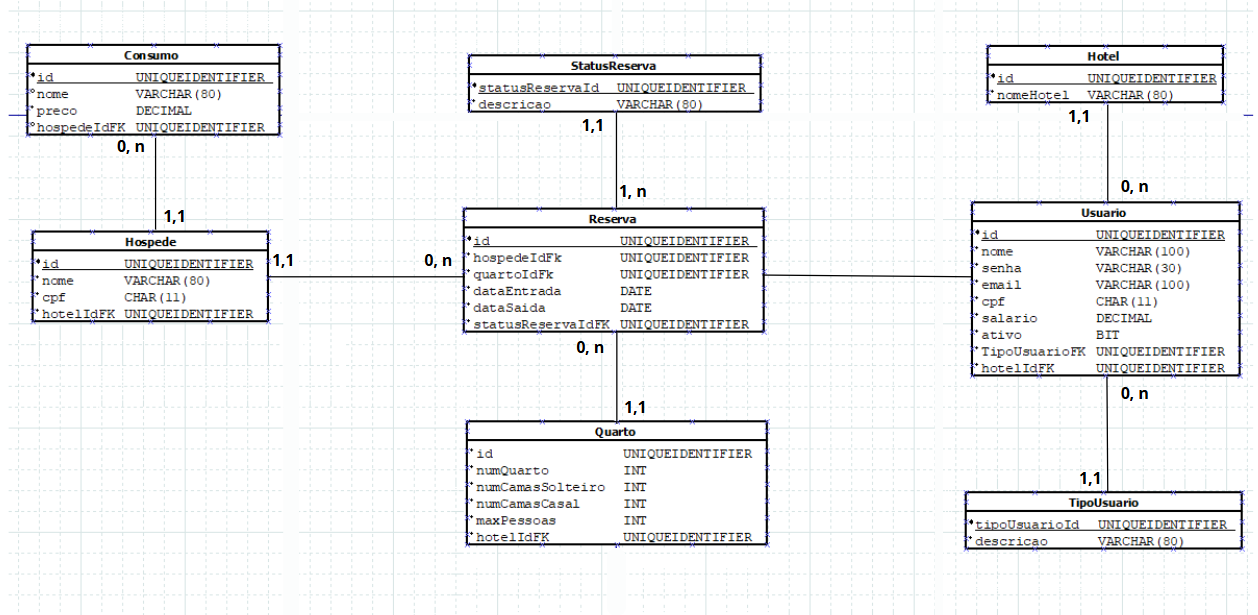 Consumo
id UNIQUEIDENTIFIER
nome VARCHAR(80)
preco DECIMAL
hospedeIdFK UNIQUEIDENTIFIER
0, n
1,1
Hospede
id UNIQUEIDENTIFIER
nome VARCHAR(80)
cpf CHAR(11)
hotelIdFK UNIQUEIDENTIFIER
1,1
0, n
StatusReserva
statusReservaId UNIQUEIDENTIFIER
descricao VARCHAR(80)
1,1
1, n
Reserva
id UNIQUEIDENTIFIER
hospedeIdFk UNIQUEIDENTIFIER
quartoIdFk UNIQUEIDENTIFIER
dataEntrada DATE
dataSaida DATE
statusReservaIdFK UNIQUEIDENTIFIER
0, n
1,1
Quarto
id UNIQUEIDENTIFIER
numQuarto INT
numCamasSolteiro INT
numCamasCasal INT
maxPessoas INT
hotelIdFK UNIQUEIDENTIFIER
Hotel
id UNIQUEIDENTIFIER
nomeHotel VARCHAR(80)
1,1
0, n
Usuario
id UNIQUEIDENTIFIER
nome VARCHAR(100)
senha VARCHAR(30)
email VARCHAR(100)
cpf CHAR(11)
salario DECIMAL
ativo BIT
TipoUsuarioFK UNIQUEIDENTIFIER
hotelIdFK UNIQUEIDENTIFIER
0, n
1,1
TipoUsuario
tipoUsuarioId UNIQUEIDENTIFIER
descricao VARCHAR(80)